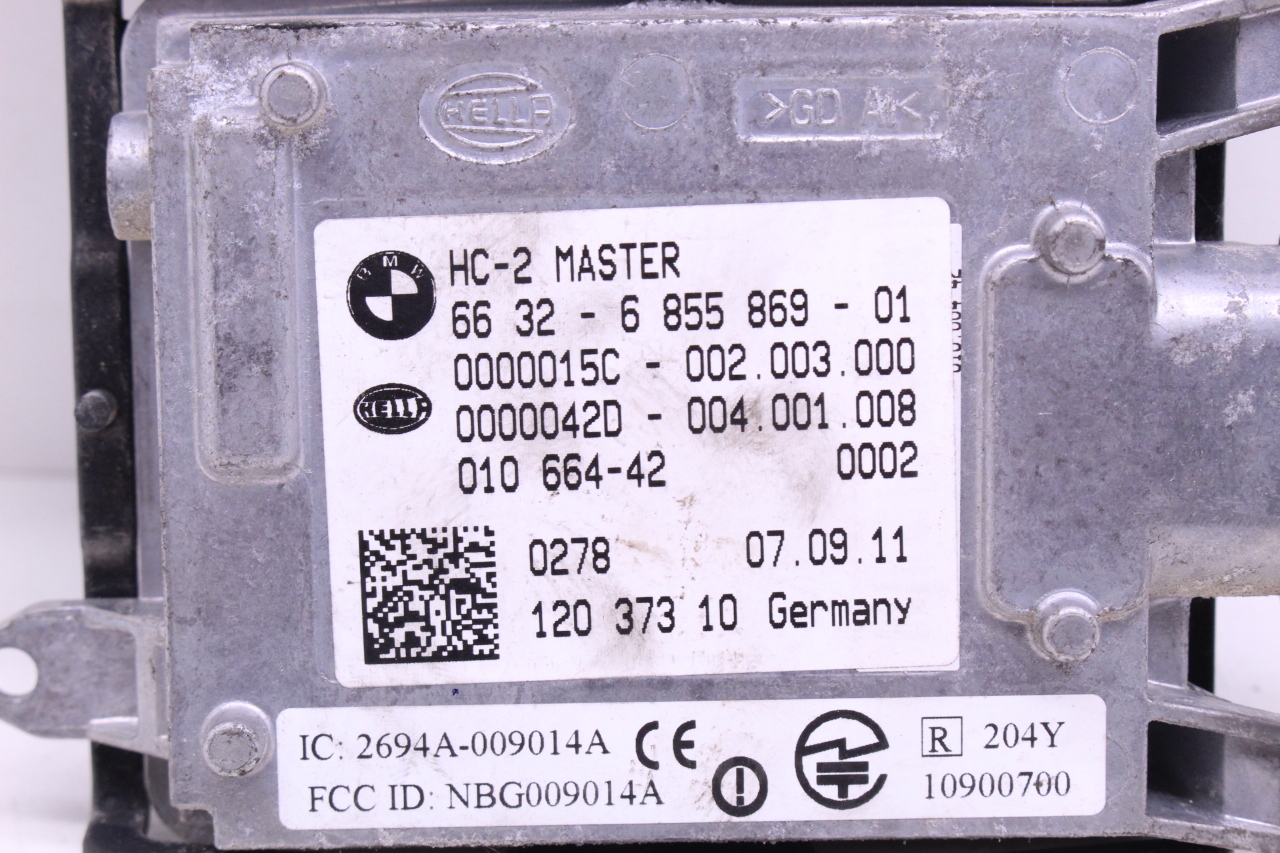 HELLA
>GD A<
BMW
HC-2 MASTER
66 32 - 6 855 869 - 01
0000015C - 002.003.000
HELLA
0000042D - 004.001.008
010 664-42 0002
0278 07.09.11
120 373 10 Germany
IC: 2694A-009014A CE R 204Y
FCC ID: NBG009014A 10900700